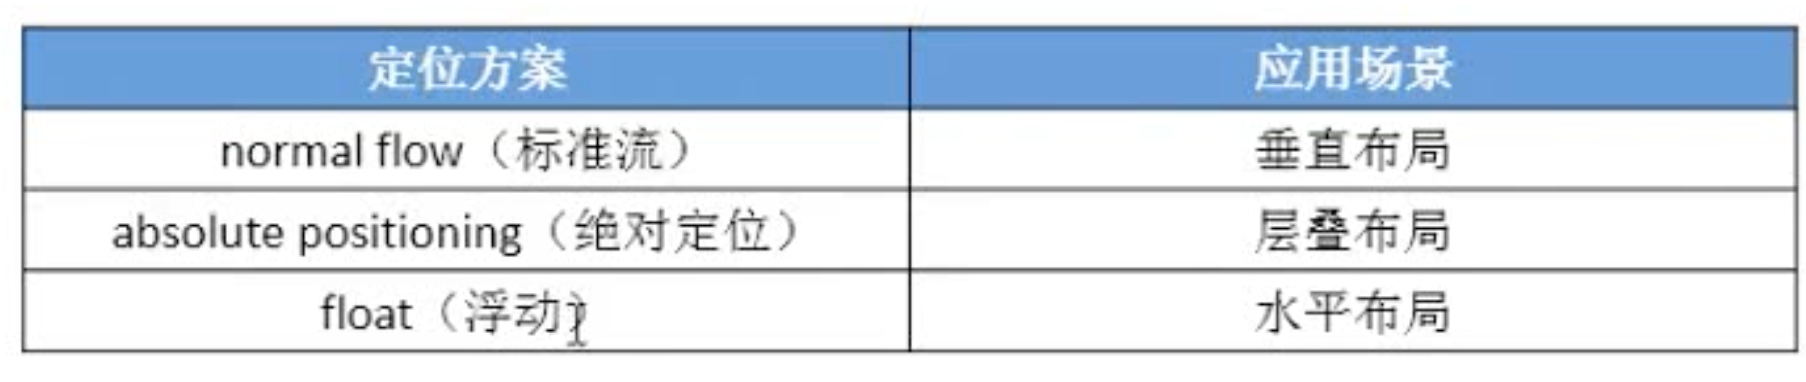 定位方案 应用场景
normal flow（标准流） 垂直布局
absolute positioning（绝对定位） 层叠布局
float（浮动） 水平布局